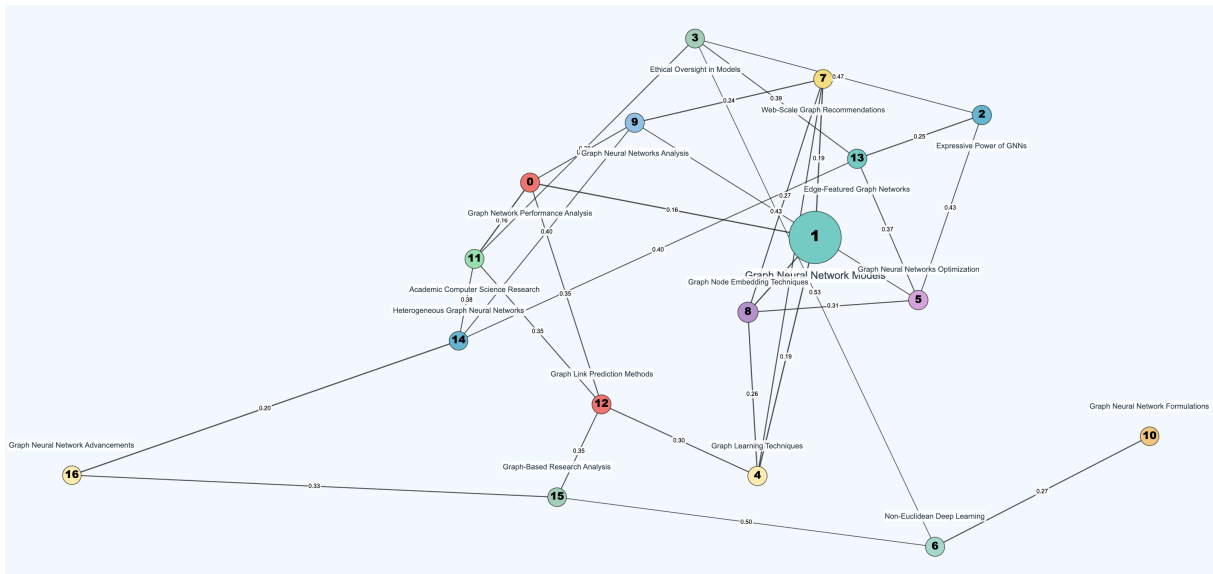 3
Ethical Oversight in Models
7
0.47
0.39
0.24
Web-Scale Graph Recommendations
2
9
0.25
Expressive Power of GNNs
Graph Neural Networks Analysis
13
0.19
0
Edge-Featured Graph Networks
0.27
0.16
0.43
0.43
Graph Network Performance Analysis
0.16
0.40
0.37
1
0.40
11
Graph Neural Networks Optimization
Graph Neural Network Models
Graph Node Embedding Techniques
Academic Computer Science Research
0.38
0.35
0.53
5
0.31
Heterogeneous Graph Neural Networks
8
0.35
14
0.19
Graph Link Prediction Methods
0.26
12
0.20
Graph Neural Network Formulations
10
0.30
Graph Neural Network Advancements
Graph Learning Techniques
0.35
Graph-Based Research Analysis
16
4
0.33
0.27
15
Non-Euclidean Deep Learning
0.50
6